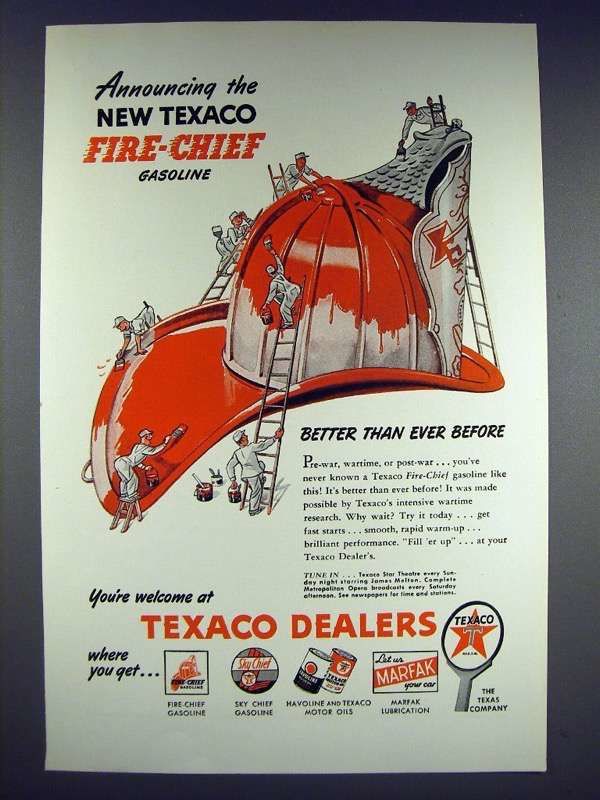 Announcing the
NEW TEXACO
FIRE-CHIEF
GASOLINE
BETTER THAN EVER BEFORE
Pre-war, wartime, or post-war . . . you've
never known a Texaco Fire-Chief gasoline like
this! It's better than ever before! It was made
possible by Texaco's intensive wartime
research. Why wait? Try it today . . . get
fast starts . . . smooth, rapid warm-up . . .
brilliant performance. "Fill 'er up" . . . at your
Texaco Dealer's.
TUNE IN . . . Texaco Star Theatre every Sun-
day night starring James Melton. Complete
Metropolitan Opera broadcasts every Saturday
afternoon. See newspapers for time and stations.
You're welcome at
TEXACO DEALERS
where
you get...
FIRE-CHIEF
GASOLINE
Sky Chief
HAVOLINE
TEXACO
Let us
MARFAK
your car
TEXACO
T
FIRE-CHIEF
GASOLINE
SKY CHIEF
GASOLINE
HAVOLINE AND TEXACO
MOTOR OILS
MARFAK
LUBRICATION
THE
TEXAS
COMPANY